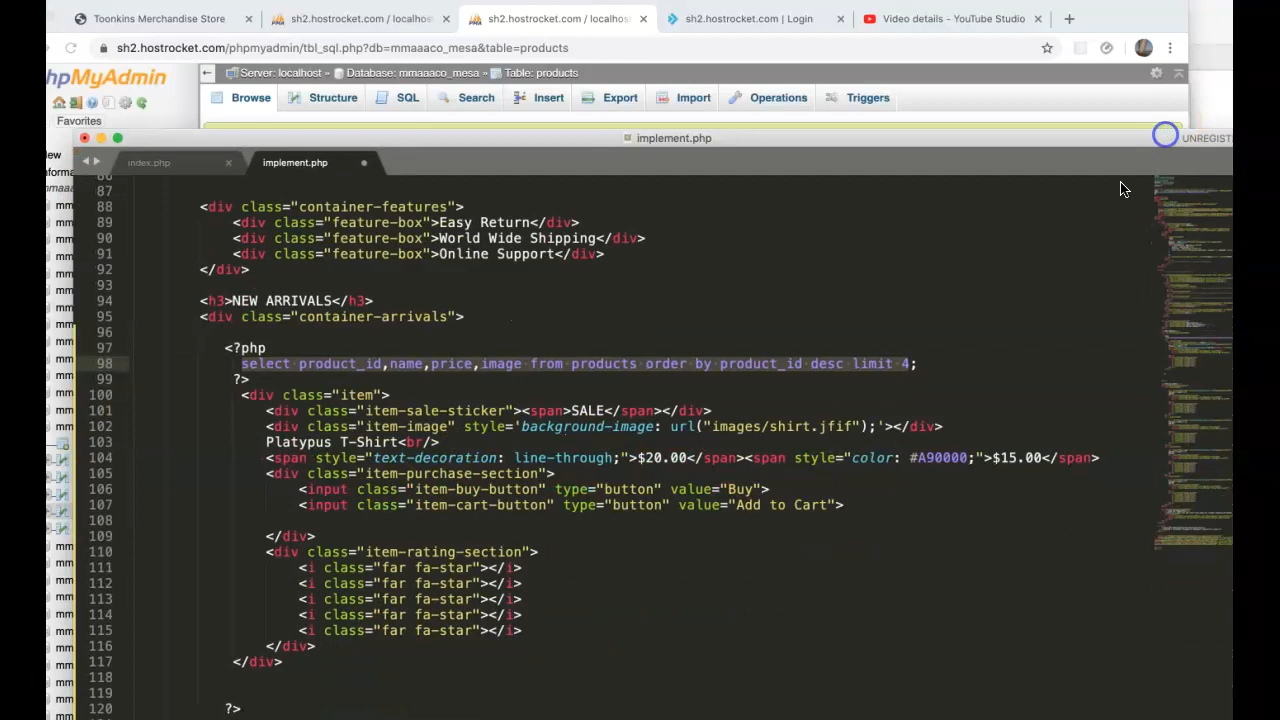 Toonkins Merchandise Store
sh2.hostrocket.com / localhos
sh2.hostrocket.com / localhos
sh2.hostrocket.com | Login
Video details - YouTube Studio
sh2.hostrocket.com/phpmyadmin/tbl_sql.php?db=mmaaaco_mesa&table=products
hpMyAdmin
Server: localhost » Database: mmaaaco_mesa » Table: products
Browse Structure SQL Search Insert Export Import Operations Triggers
Favorites
implement.php
UNREGIST
index.php
implement.php
86
87
88 <div class="container-features">
89 <div class="feature-box">Easy Return</div>
90 <div class="feature-box">World Wide Shipping</div>
91 <div class="feature-box">Online Support</div>
92 </div>
93
94 <h3>NEW ARRIVALS</h3>
95 <div class="container-arrivals">
96
97 <?php
98 select product_id,name,price,image from products order by product_id desc limit 4;
99 ?>
100 <div class="item">
101 <div class="item-sale-sticker"><span>SALE</span></div>
102 <div class="item-image" style='background-image: url("images/shirt.jfif");'></div>
103 Platypus T-Shirt<br/>
104 <span style="text-decoration: line-through;">$20.00</span><span style="color: #A90000;">$15.00</span>
105 <div class="item-purchase-section">
106 <input class="item-buy-button" type="button" value="Buy">
107 <input class="item-cart-button" type="button" value="Add to Cart">
108
109 </div>
110 <div class="item-rating-section">
111 <i class="far fa-star"></i>
112 <i class="far fa-star"></i>
113 <i class="far fa-star"></i>
114 <i class="far fa-star"></i>
115 <i class="far fa-star"></i>
116 </div>
117 </div>
118
119
120 ?>